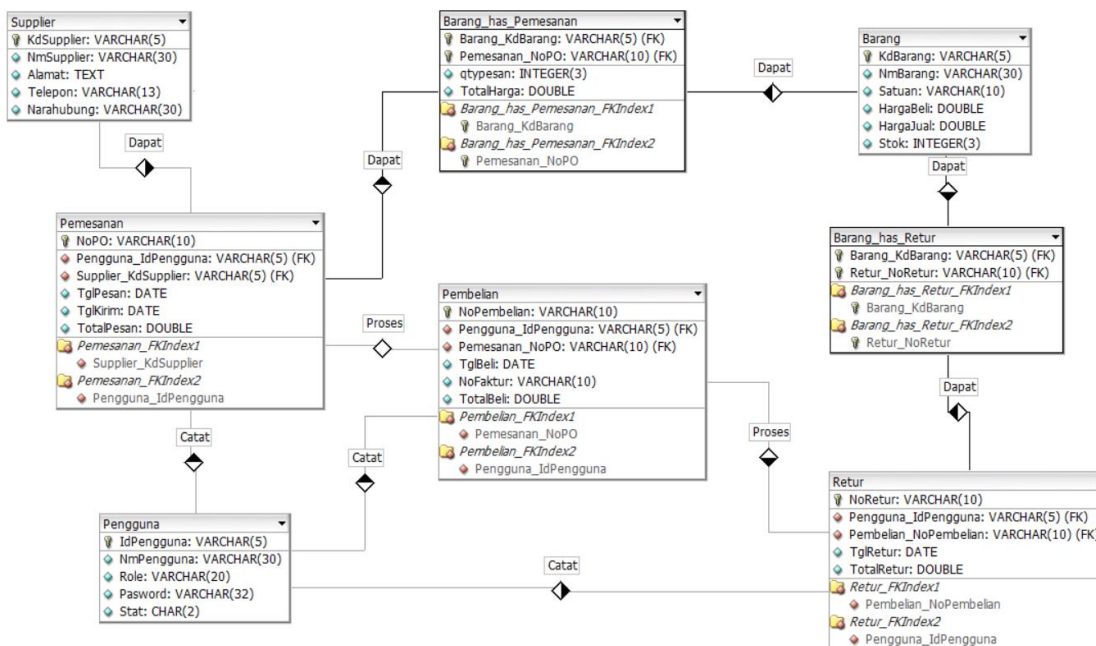 Supplier
KdSupplier: VARCHAR(5)
NmSupplier: VARCHAR(30)
Alamat: TEXT
Telepon: VARCHAR(13)
Narahubung: VARCHAR(30)
Dapat
Barang_has_Pemesanan
Barang_KdBarang: VARCHAR(5) (FK)
Pemesanan_NoPO: VARCHAR(10) (FK)
qtypesan: INTEGER(3)
TotalHarga: DOUBLE
Barang_has_Pemesanan_FKIndex1
Barang_KdBarang
Barang_has_Pemesanan_FKIndex2
Pemesanan_NoPO
Dapat
Dapat
Barang
KdBarang: VARCHAR(5)
NmBarang: VARCHAR(30)
Satuan: VARCHAR(10)
HargaBeli: DOUBLE
HargaJual: DOUBLE
Stok: INTEGER(3)
Dapat
Pemesanan
NoPO: VARCHAR(10)
Pengguna_IdPengguna: VARCHAR(5) (FK)
Supplier_KdSupplier: VARCHAR(5) (FK)
TglPesan: DATE
TglKirim: DATE
TotalPesan: DOUBLE
Pemesanan_FKIndex1
Supplier_KdSupplier
Pemesanan_FKIndex2
Pengguna_IdPengguna
Proses
Catat
Pembelian
NoPembelian: VARCHAR(10)
Pengguna_IdPengguna: VARCHAR(5) (FK)
Pemesanan_NoPO: VARCHAR(10) (FK)
TglBeli: DATE
NoFaktur: VARCHAR(10)
TotalBeli: DOUBLE
Pembelian_FKIndex1
Pemesanan_NoPO
Pembelian_FKIndex2
Pengguna_IdPengguna
Catat
Proses
Barang_has_Retur
Barang_KdBarang: VARCHAR(5) (FK)
Retur_NoRetur: VARCHAR(10) (FK)
Barang_has_Retur_FKIndex1
Barang_KdBarang
Barang_has_Retur_FKIndex2
Retur_NoRetur
Dapat
Pengguna
IdPengguna: VARCHAR(5)
NmPengguna: VARCHAR(30)
Role: VARCHAR(20)
Pasword: VARCHAR(32)
Stat: CHAR(2)
Catat
Retur
NoRetur: VARCHAR(10)
Pengguna_IdPengguna: VARCHAR(5) (FK)
Pembelian_NoPembelian: VARCHAR(10) (FK)
TglRetur: DATE
TotalRetur: DOUBLE
Retur_FKIndex1
Pembelian_NoPembelian
Retur_FKIndex2
Pengguna_IdPengguna